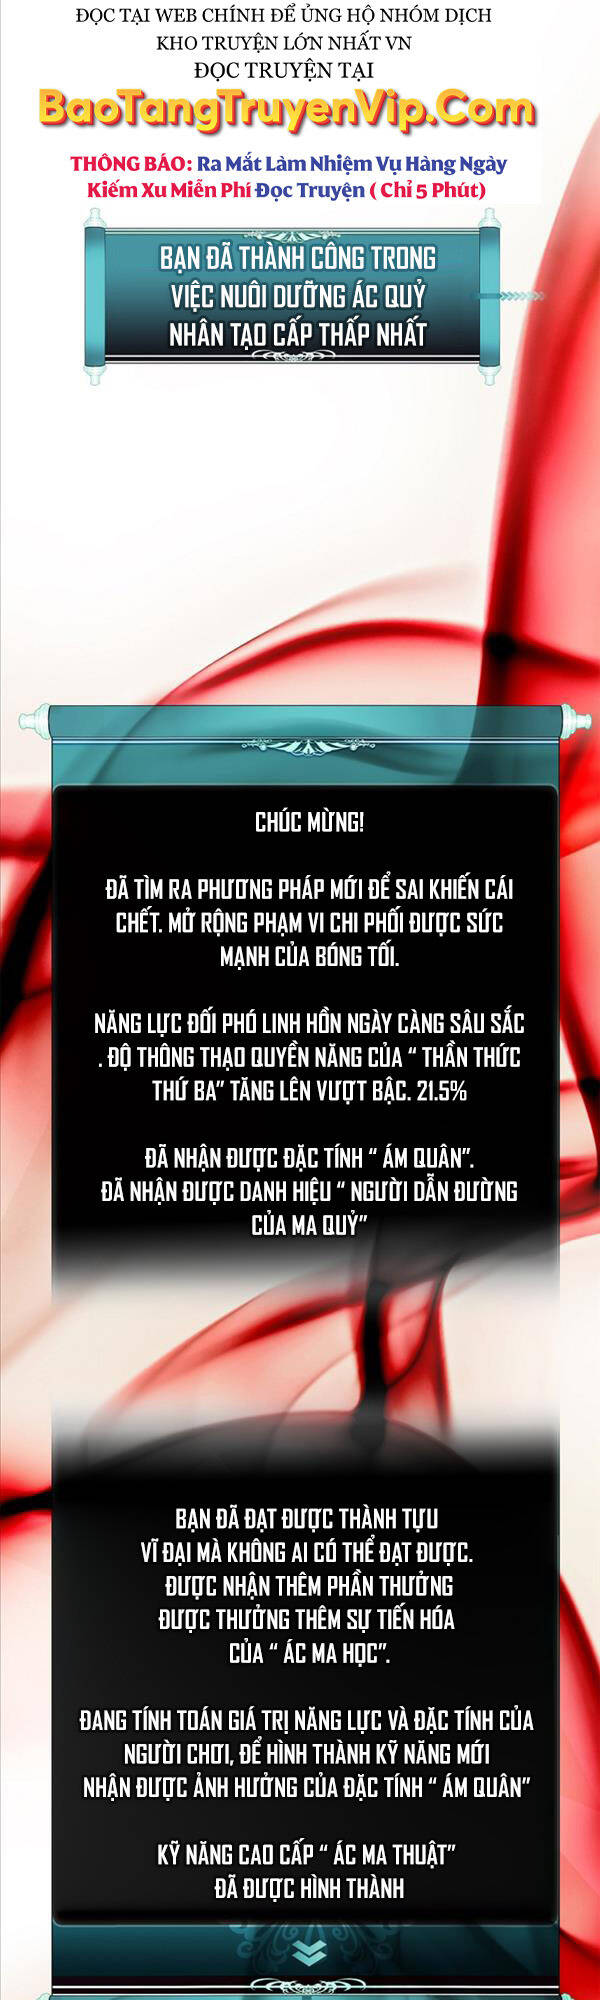 ĐỌC TẠI WEB CHÍNH ĐỂ ỦNG HỘ NHÓM DỊCH
KHO TRUYỆN LỚN NHẤT VN
ĐỌC TRUYỆN TẠI
BaoTangTruyenVip.Com
THÔNG BÁO: Ra Mắt Làm Nhiệm Vụ Hàng Ngày
Kiếm Xu Miễn Phí Đọc Truyện ( Chỉ 5 Phút)
BẠN ĐÃ THÀNH CÔNG TRONG
VIỆC NUÔI DƯỠNG ÁC QUỶ
NHÂN TẠO CẤP THẤP NHẤT
CHÚC MỪNG!
ĐÃ TÌM RA PHƯƠNG PHÁP MỚI ĐỂ SAI KHIẾN CÁI
CHẾT. MỞ RỘNG PHẠM VI CHI PHỐI ĐƯỢC SỨC
MẠNH CỦA BÓNG TỐI.
NĂNG LỰC ĐỐI PHÓ LINH HỒN NGÀY CÀNG SÂU SẮC
. ĐỘ THÔNG THẠO QUYỀN NĂNG CỦA “ THẦN THỨC
THỨ BA” TĂNG LÊN VƯỢT BẬC. 21.5%
ĐÃ NHẬN ĐƯỢC ĐẶC TÍNH “ ÁM QUÂN”.
ĐÃ NHẬN ĐƯỢC DANH HIỆU “ NGƯỜI DẪN ĐƯỜNG
CỦA MA QUỶ”
BẠN ĐÃ ĐẠT ĐƯỢC THÀNH TỰU
VĨ ĐẠI MÀ KHÔNG AI CÓ THỂ ĐẠT ĐƯỢC.
ĐƯỢC NHẬN THÊM PHẦN THƯỞNG
ĐƯỢC THƯỞNG THÊM SỰ TIẾN HÓA
CỦA “ ÁC MA HỌC”.
ĐANG TÍNH TOÁN GIÁ TRỊ NĂNG LỰC VÀ ĐẶC TÍNH CỦA
NGƯỜI CHƠI, ĐỂ HÌNH THÀNH KỸ NĂNG MỚI
NHẬN ĐƯỢC ẢNH HƯỞNG CỦA ĐẶC TÍNH “ ÁM QUÂN”
KỸ NĂNG CAO CẤP “ ÁC MA THUẬT”
ĐÃ ĐƯỢC HÌNH THÀNH